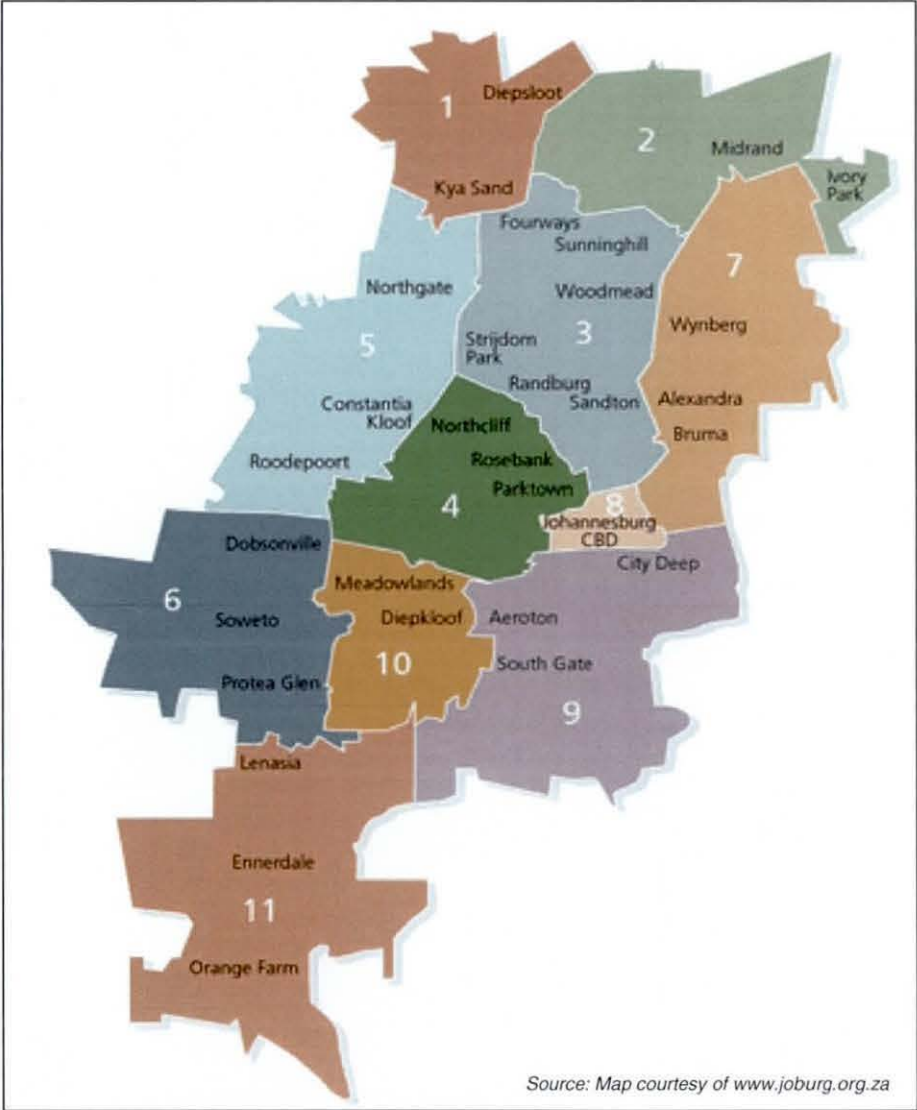 Diepsloot
1
2
Midrand
Ivory
Park
Kya Sand
Fourways
Sunninghill
7
Northgate
Woodmead
Wynberg
3
5
Strijdom
Park
Randburg
Sandton
Constantia
Kloof
Alexandra
Northcliff
Bruma
Rosebank
Roodepoort
Parktown
4
8
Johannesburg
CBD
Dobsonville
City Deep
Meadowlands
6
Soweto
Diepkloof
Aeroton
10
South Gate
Protea Glen
9
Lenasia
Ennerdale
11
Orange Farm
Source: Map courtesy of www.joburg.org.za